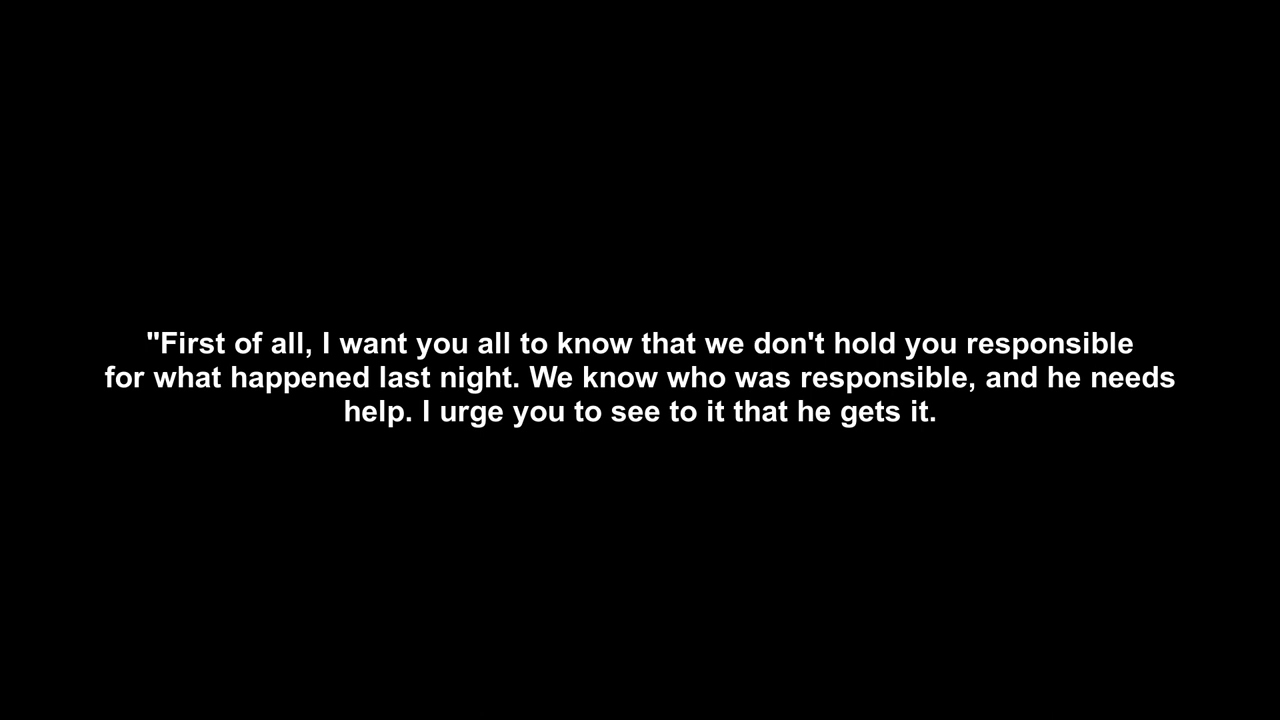 "First of all, I want you all to know that we don't hold you responsible
for what happened last night. We know who was responsible, and he needs
help. I urge you to see to it that he gets it.